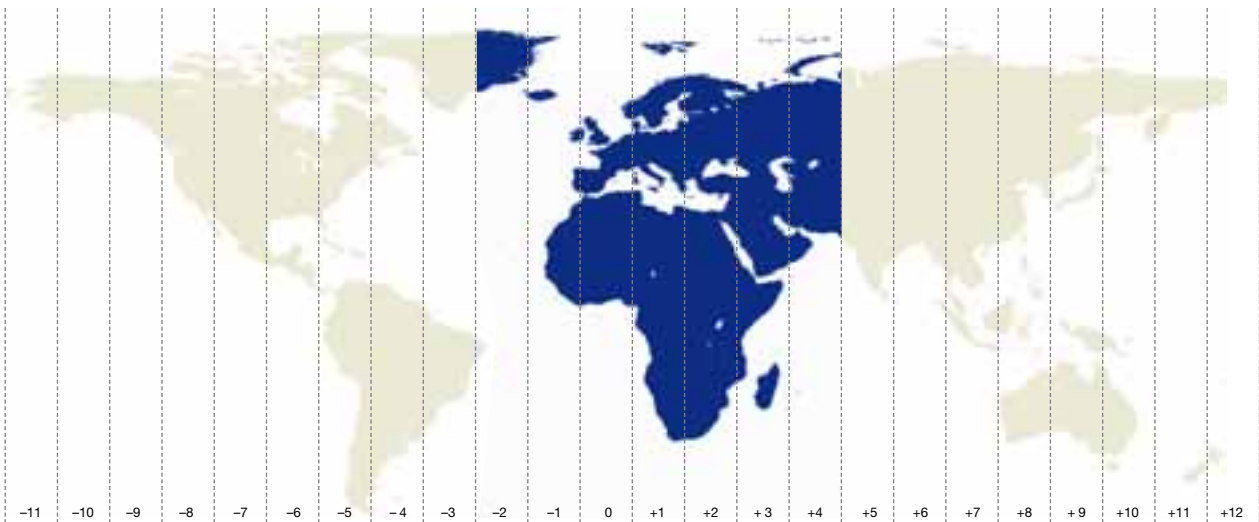 –11 –10 –9 –8 –7 –6 –5 – 4 –3 –2 –1 0 +1 +2 + 3 +4 +5 +6 +7 +8 + 9 +10 +11 +12